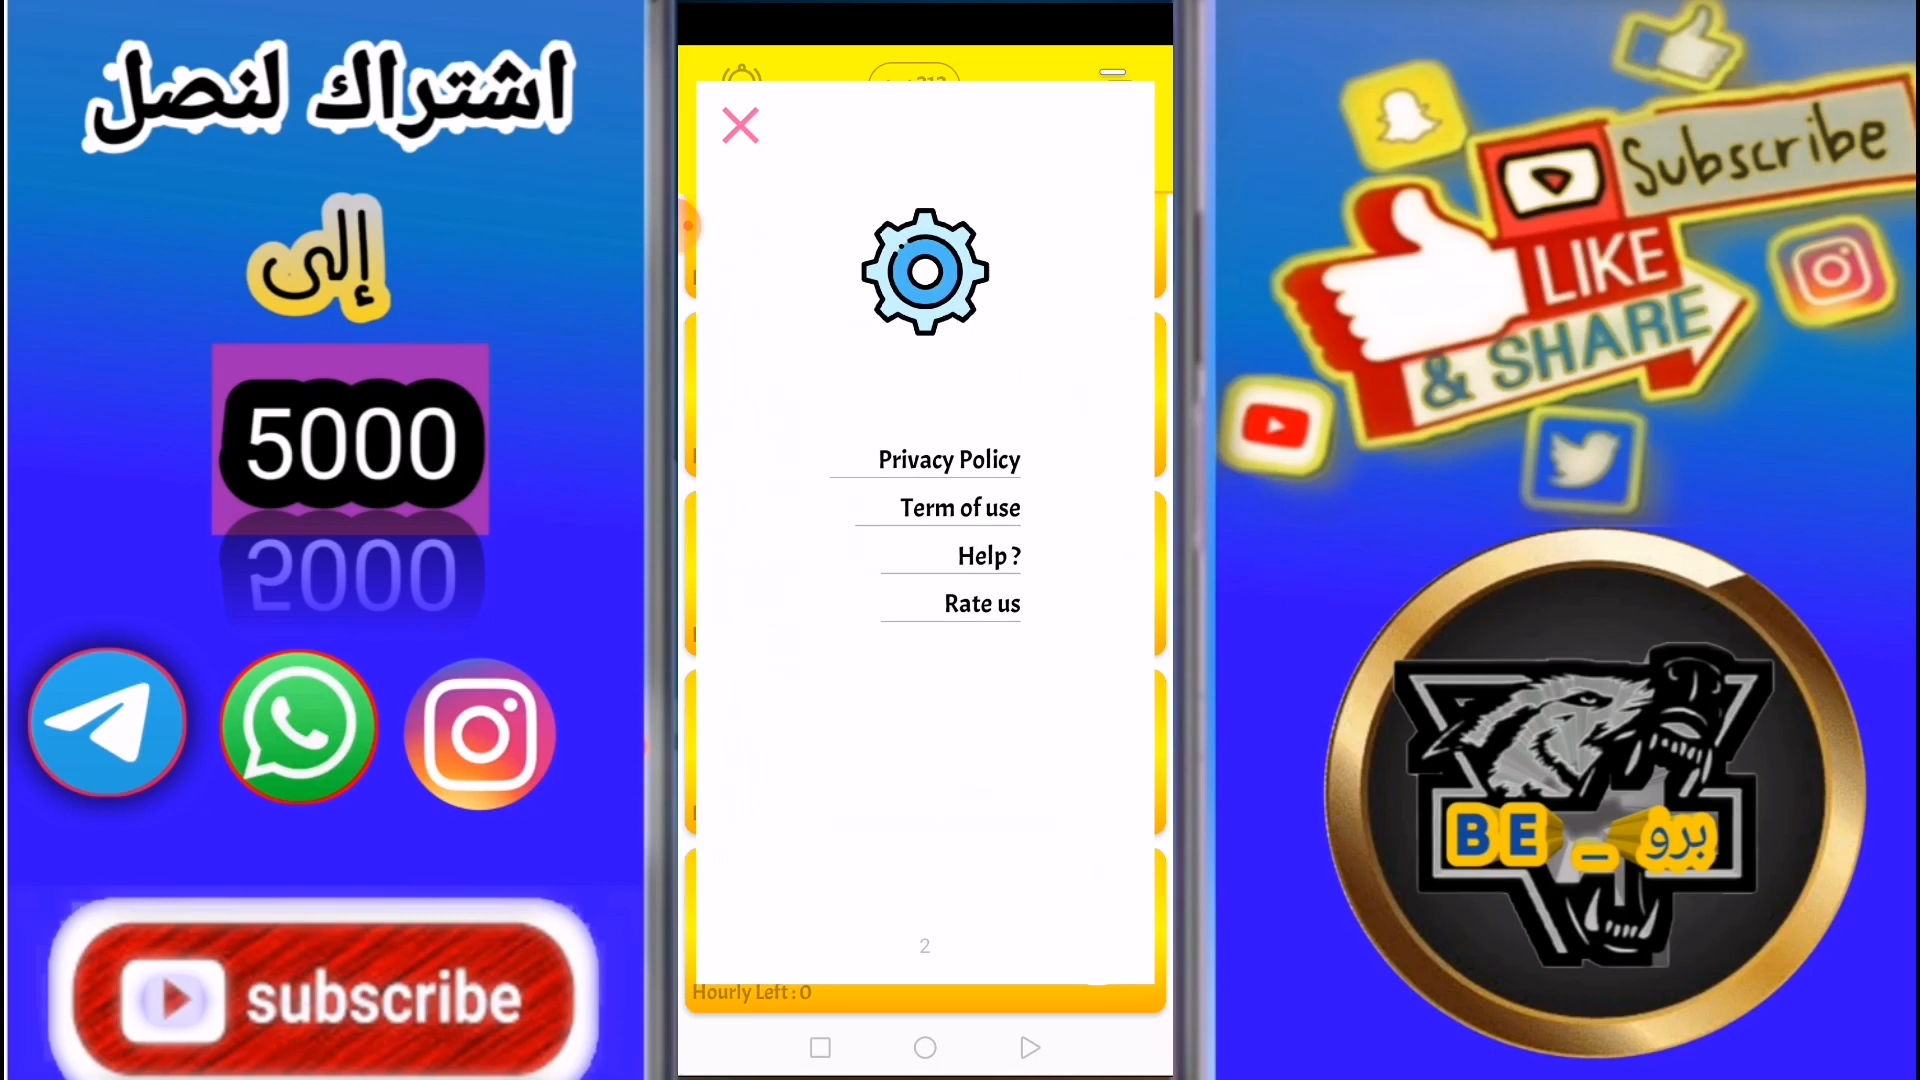 اشتراك لنصل
إلى
5000
5000
subscribe
Privacy Policy
Term of use
Help ?
Rate us
2
Hourly Left : 0
Subscribe
LIKE
& SHARE
BE _ برو